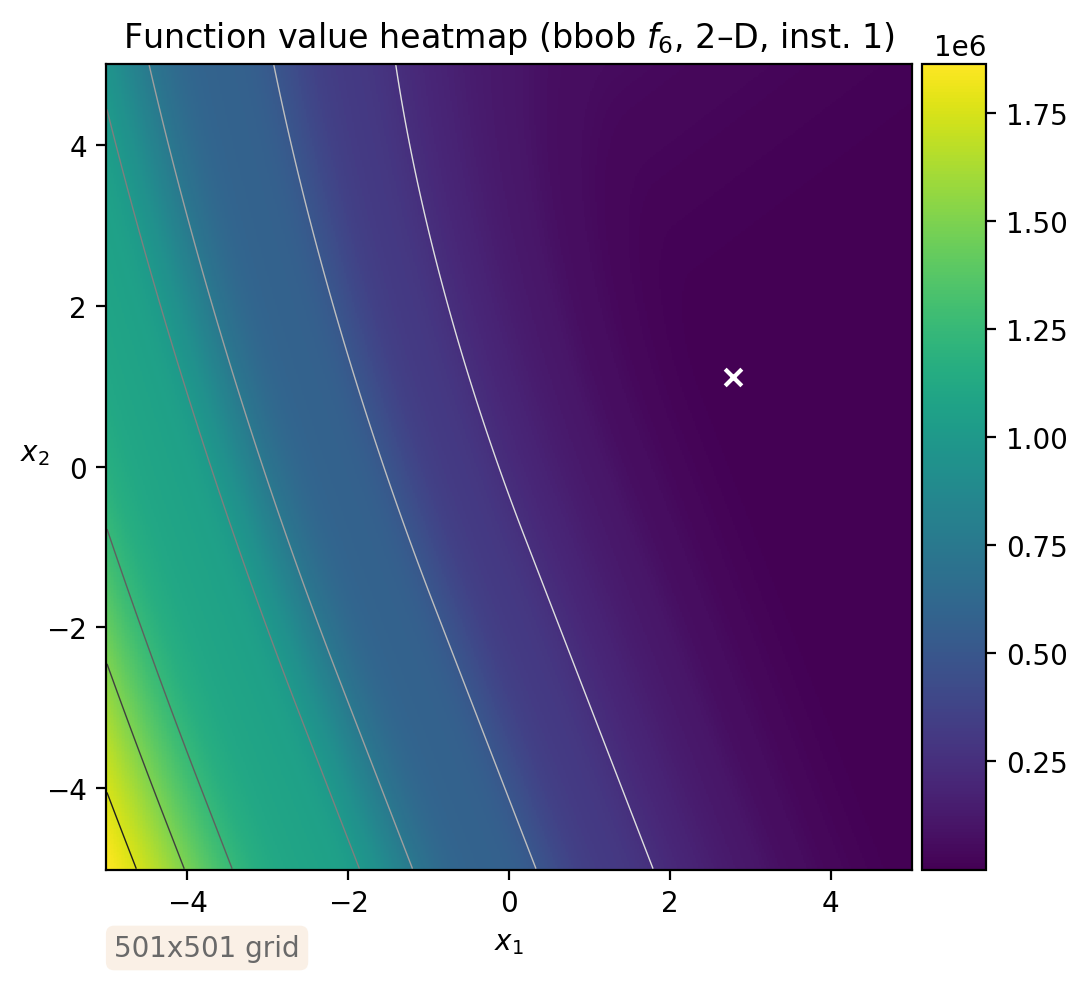 Function value heatmap (bbob f₆, 2–D, inst. 1)
1e6
1.75
1.50
1.25
1.00
0.75
0.50
0.25
4
2
0
−2
−4
x₂
−4 −2 0 2 4
x₁
501x501 grid